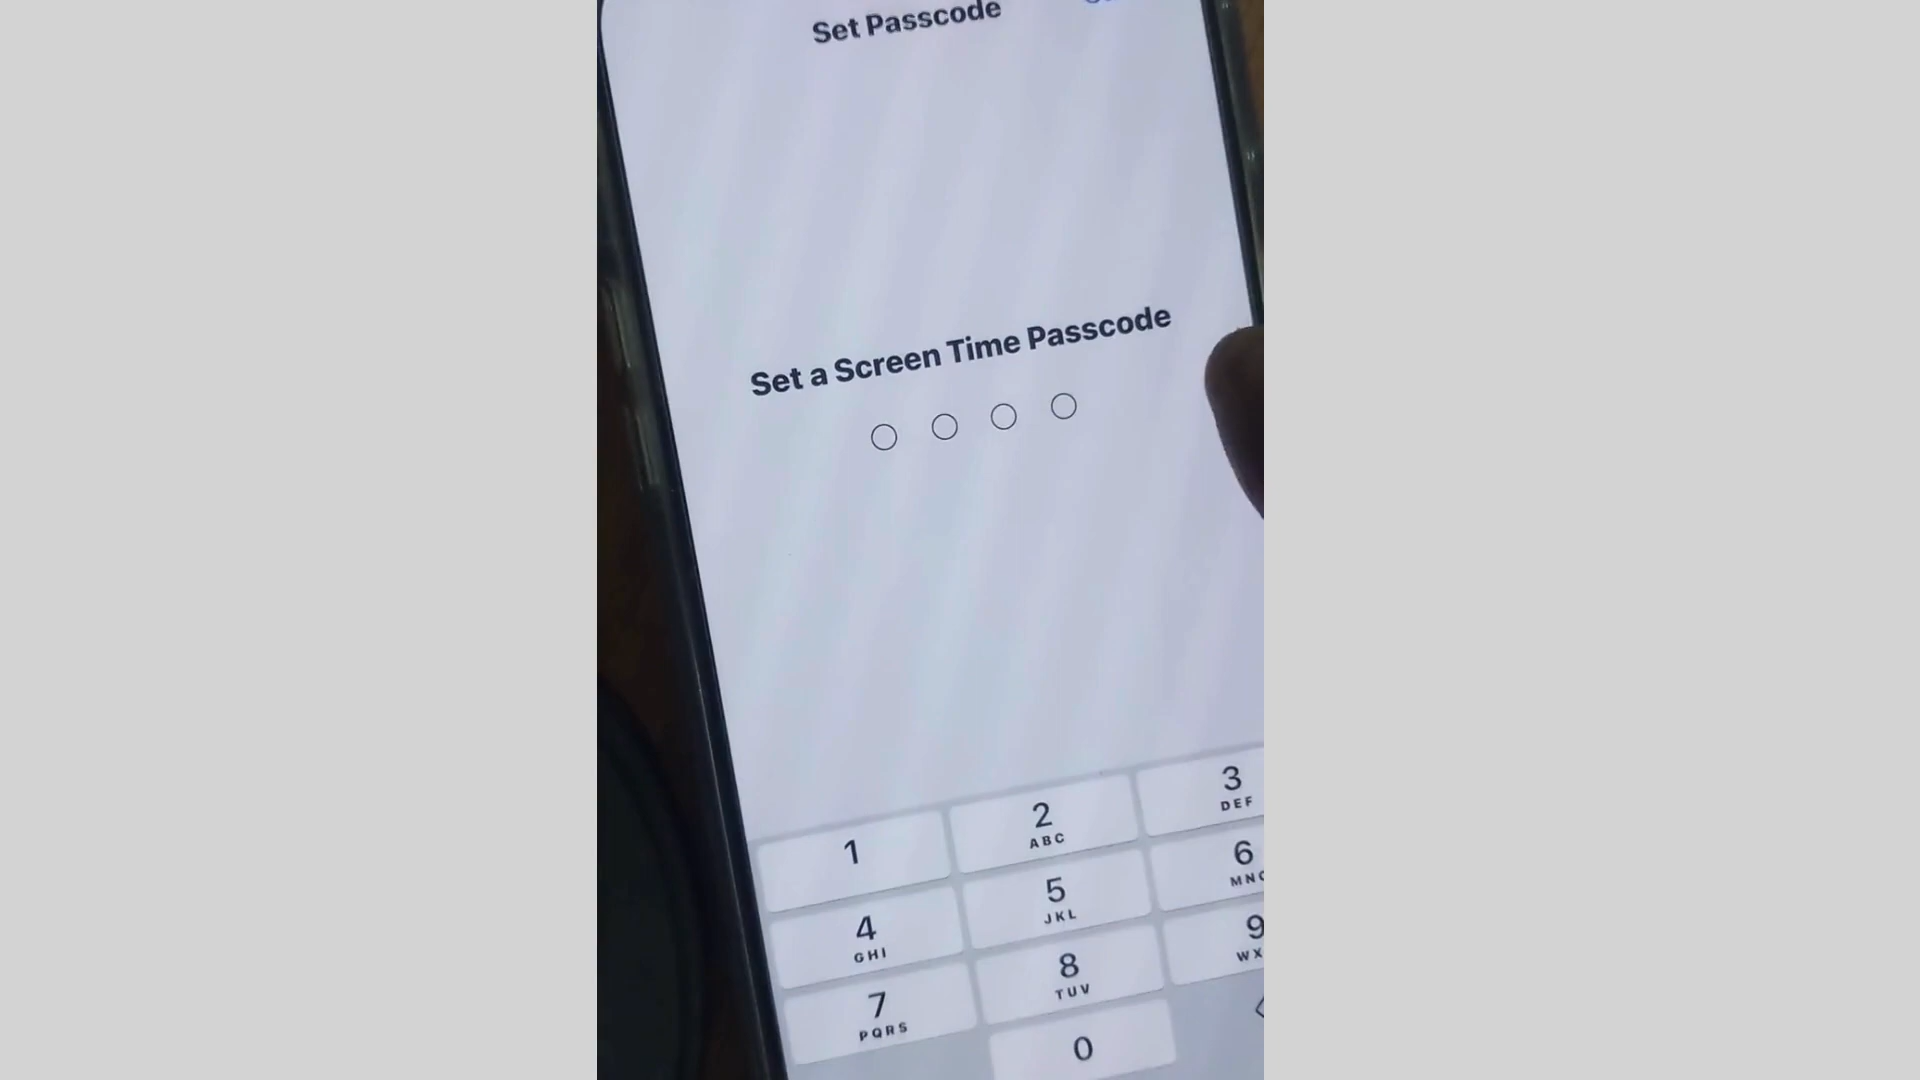 Set Passcode
Set a Screen Time Passcode
1
2
ABC
3
DEF
4
GHI
5
JKL
6
7
PQRS
8
TUV
9
0